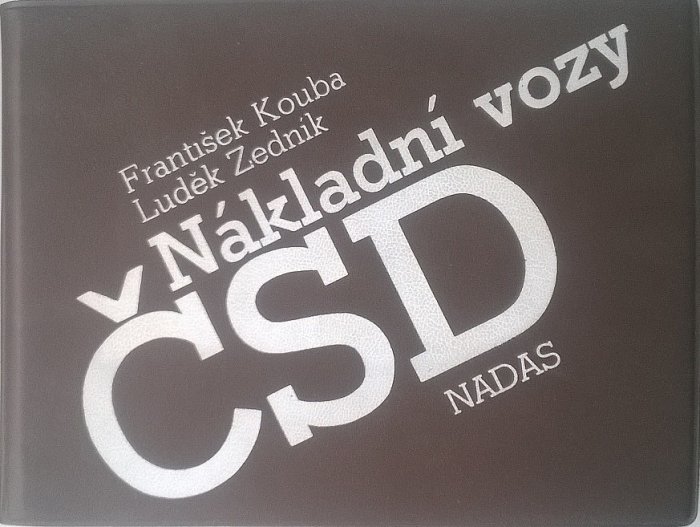 František Kouba
Luděk Zedník
Nákladní vozy
ČSD
NADAS